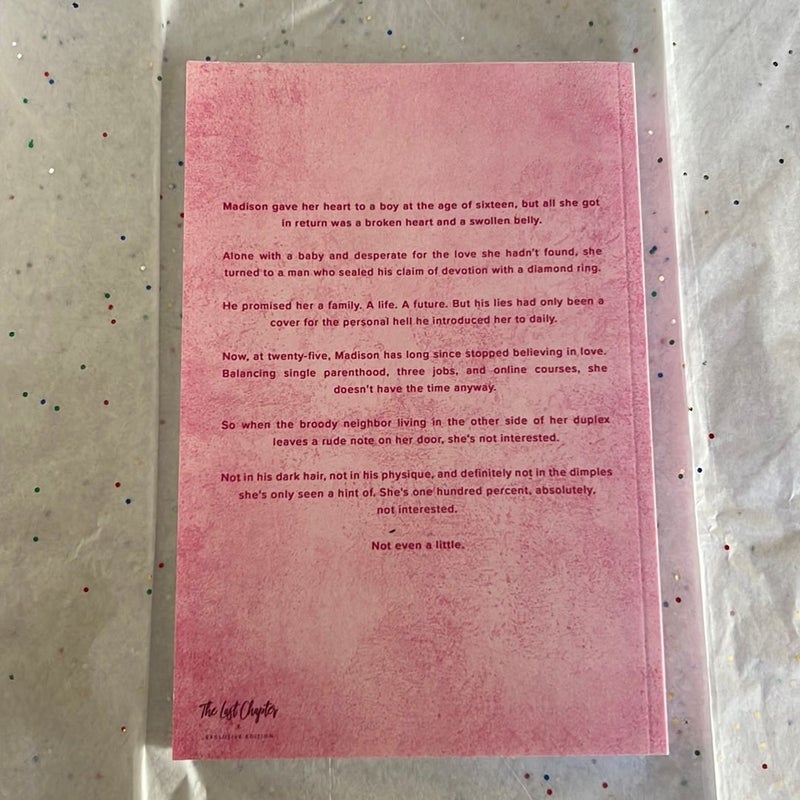 Madison gave her heart to a boy at the age of sixteen, but all she got
in return was a broken heart and a swollen belly.
Alone with a baby and desperate for the love she hadn't found, she
turned to a man who sealed his claim of devotion with a diamond ring.
He promised her a family. A life. A future. But his lies had only been a
cover for the personal hell he introduced her to daily.
Now, at twenty-five, Madison has long since stopped believing in love.
Balancing single parenthood, three jobs, and online courses, she
doesn't have the time anyway.
So when the broody neighbor living in the other side of her duplex
leaves a rude note on her door, she's not interested.
Not in his dark hair, not in his physique, and definitely not in the dimples
she's only seen a hint of. She's one hundred percent, absolutely,
not interested.
Not even a little.
The Last Chapter
EXCLUSIVE EDITION